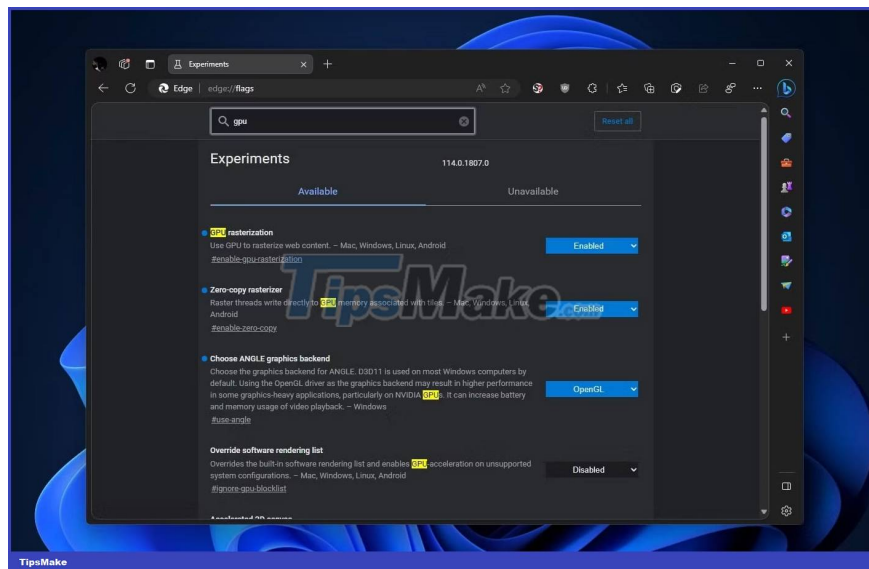 Experiments
Edge
edge://flags
gpu
Reset all
Experiments
114.0.1807.0
Available
Unavailable
GPU rasterization
Use GPU to rasterize web content. – Mac, Windows, Linux, Android
#enable-gpu-rasterization
Enabled
Zero-copy rasterizer
Raster threads write directly to GPU memory associated with tiles. – Mac, Windows, Linux,
Android
#enable-zero-copy
Enabled
TipsMake.com
Choose ANGLE graphics backend
Choose the graphics backend for ANGLE. D3D11 is used on most Windows computers by
default. Using the OpenGL driver as the graphics backend may result in higher performance
in some graphics-heavy applications, particularly on NVIDIA GPUs. It can increase battery
and memory usage of video playback. – Windows
#use-angle
OpenGL
Override software rendering list
Overrides the built-in software rendering list and enables GPU-acceleration on unsupported
system configurations. – Mac, Windows, Linux, Android
#ignore-gpu-blocklist
Disabled
Accelerated 2D canvas
TipsMake